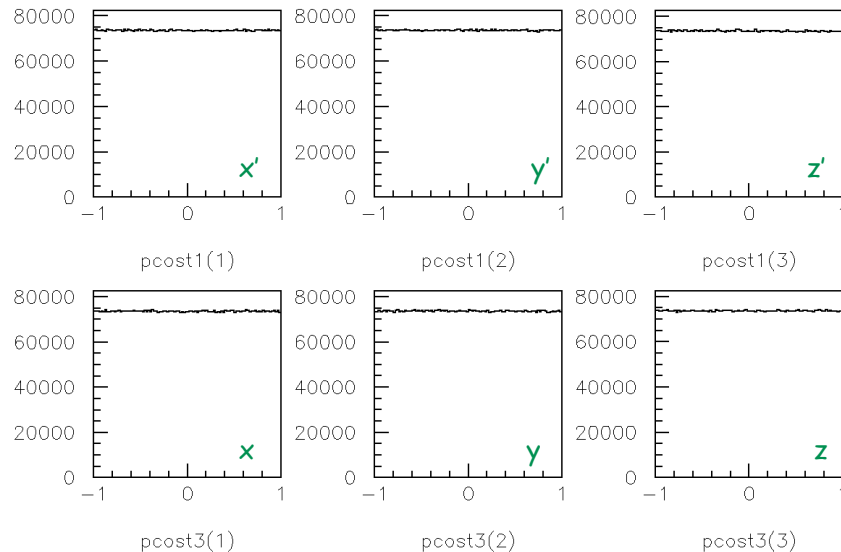 80000 80000 80000
60000 60000 60000
40000 40000 40000
20000 x' 20000 y' 20000 z'
0 0 0
−1 0 1 −1 0 1 −1 0 1
pcost1(1) pcost1(2) pcost1(3)
80000 80000 80000
60000 60000 60000
40000 40000 40000
20000 x 20000 y 20000 z
0 0 0
−1 0 1 −1 0 1 −1 0 1
pcost3(1) pcost3(2) pcost3(3)